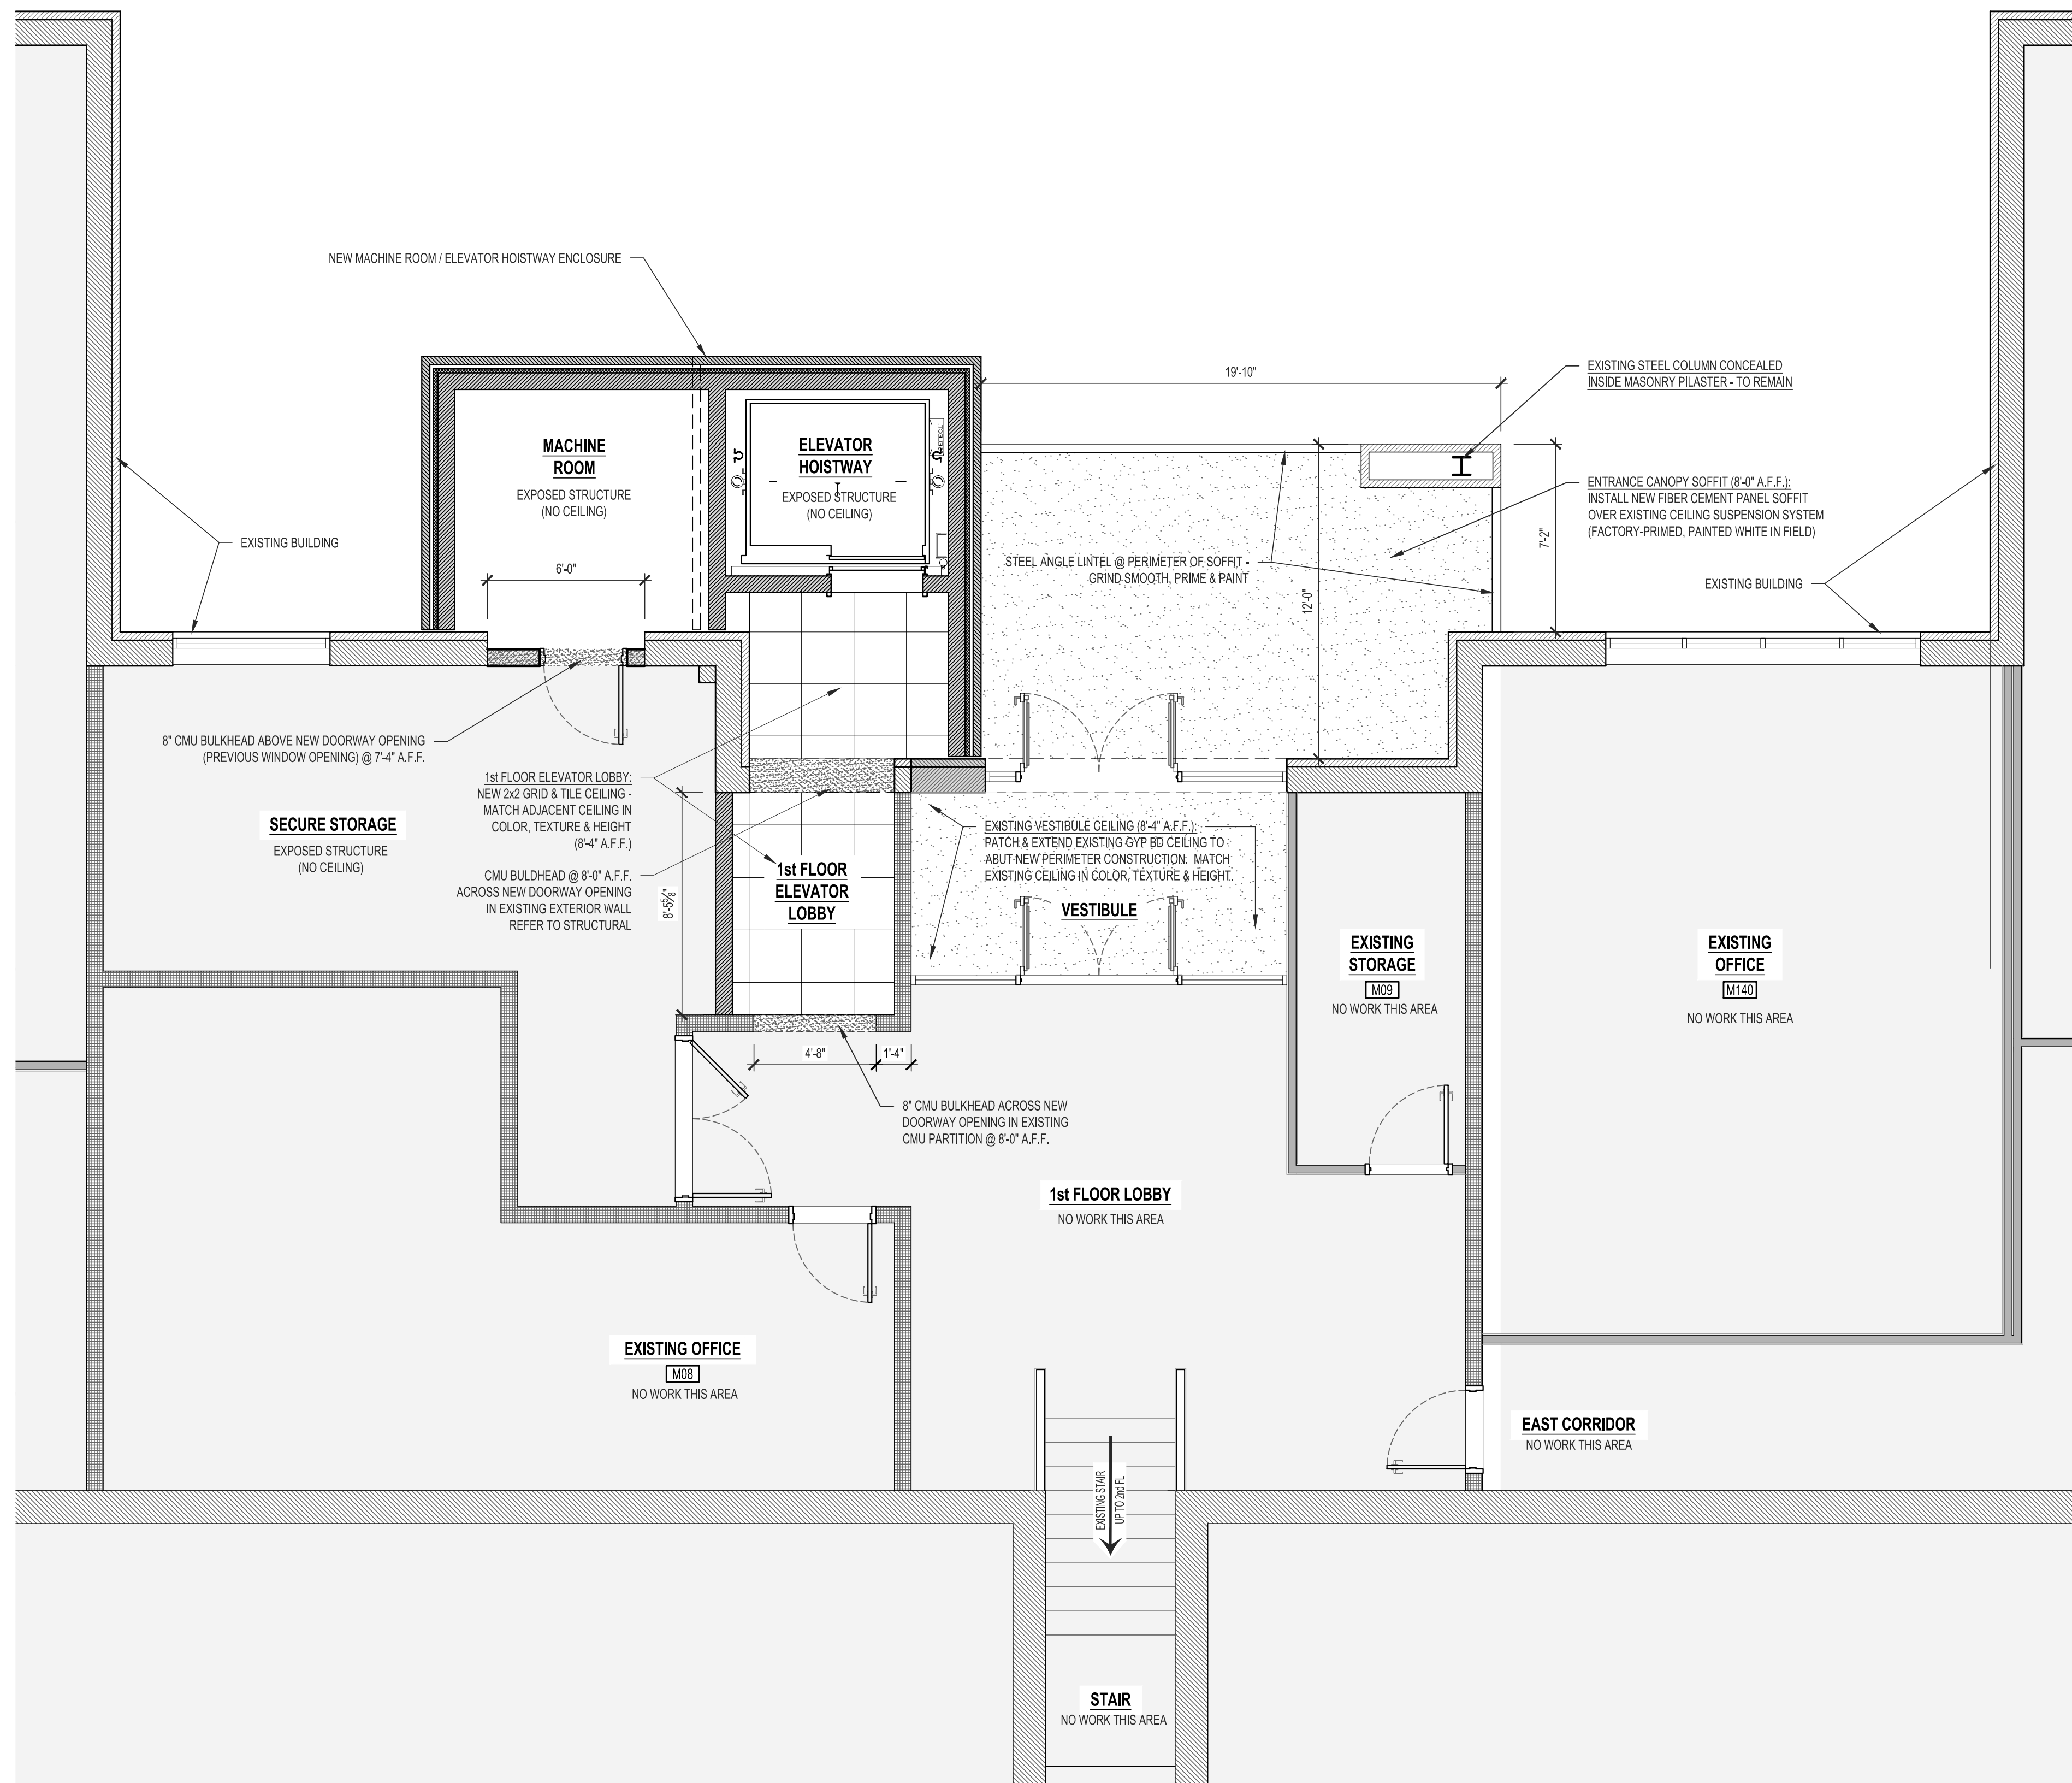 NEW MACHINE ROOM / ELEVATOR HOISTWAY ENCLOSURE
19'-10"
EXISTING STEEL COLUMN CONCEALED
INSIDE MASONRY PILASTER - TO REMAIN
MACHINE
ROOM
EXPOSED STRUCTURE
(NO CEILING)
ELEVATOR
HOISTWAY
EXPOSED STRUCTURE
(NO CEILING)
ENTRANCE CANOPY SOFFIT (8'-0" A.F.F.):
INSTALL NEW FIBER CEMENT PANEL SOFFIT
OVER EXISTING CEILING SUSPENSION SYSTEM
(FACTORY-PRIMED, PAINTED WHITE IN FIELD)
7'-2"
EXISTING BUILDING
6'-0"
STEEL ANGLE LINTEL @ PERIMETER OF SOFFIT -
GRIND SMOOTH, PRIME & PAINT
12'-0"
EXISTING BUILDING
8" CMU BULKHEAD ABOVE NEW DOORWAY OPENING
(PREVIOUS WINDOW OPENING) @ 7'-4" A.F.F.
1st FLOOR ELEVATOR LOBBY:
NEW 2x2 GRID & TILE CEILING -
MATCH ADJACENT CEILING IN
COLOR, TEXTURE & HEIGHT
(8'-4" A.F.F.)
SECURE STORAGE
EXPOSED STRUCTURE
(NO CEILING)
CMU BULDHEAD @ 8'-0" A.F.F.
ACROSS NEW DOORWAY OPENING
IN EXISTING EXTERIOR WALL
REFER TO STRUCTURAL
8'-5⅝"
1st FLOOR
ELEVATOR
LOBBY
EXISTING VESTIBULE CEILING (8'-4" A.F.F.):
PATCH & EXTEND EXISTING GYP BD CEILING TO
ABUT NEW PERIMETER CONSTRUCTION. MATCH
EXISTING CEILING IN COLOR, TEXTURE & HEIGHT.
VESTIBULE
EXISTING
STORAGE
M09
NO WORK THIS AREA
EXISTING
OFFICE
M140
NO WORK THIS AREA
4'-8"
1'-4"
8" CMU BULKHEAD ACROSS NEW
DOORWAY OPENING IN EXISTING
CMU PARTITION @ 8'-0" A.F.F.
1st FLOOR LOBBY
NO WORK THIS AREA
EXISTING OFFICE
M08
NO WORK THIS AREA
EAST CORRIDOR
NO WORK THIS AREA
EXISTING STAIR
UP TO 2nd FL
STAIR
NO WORK THIS AREA